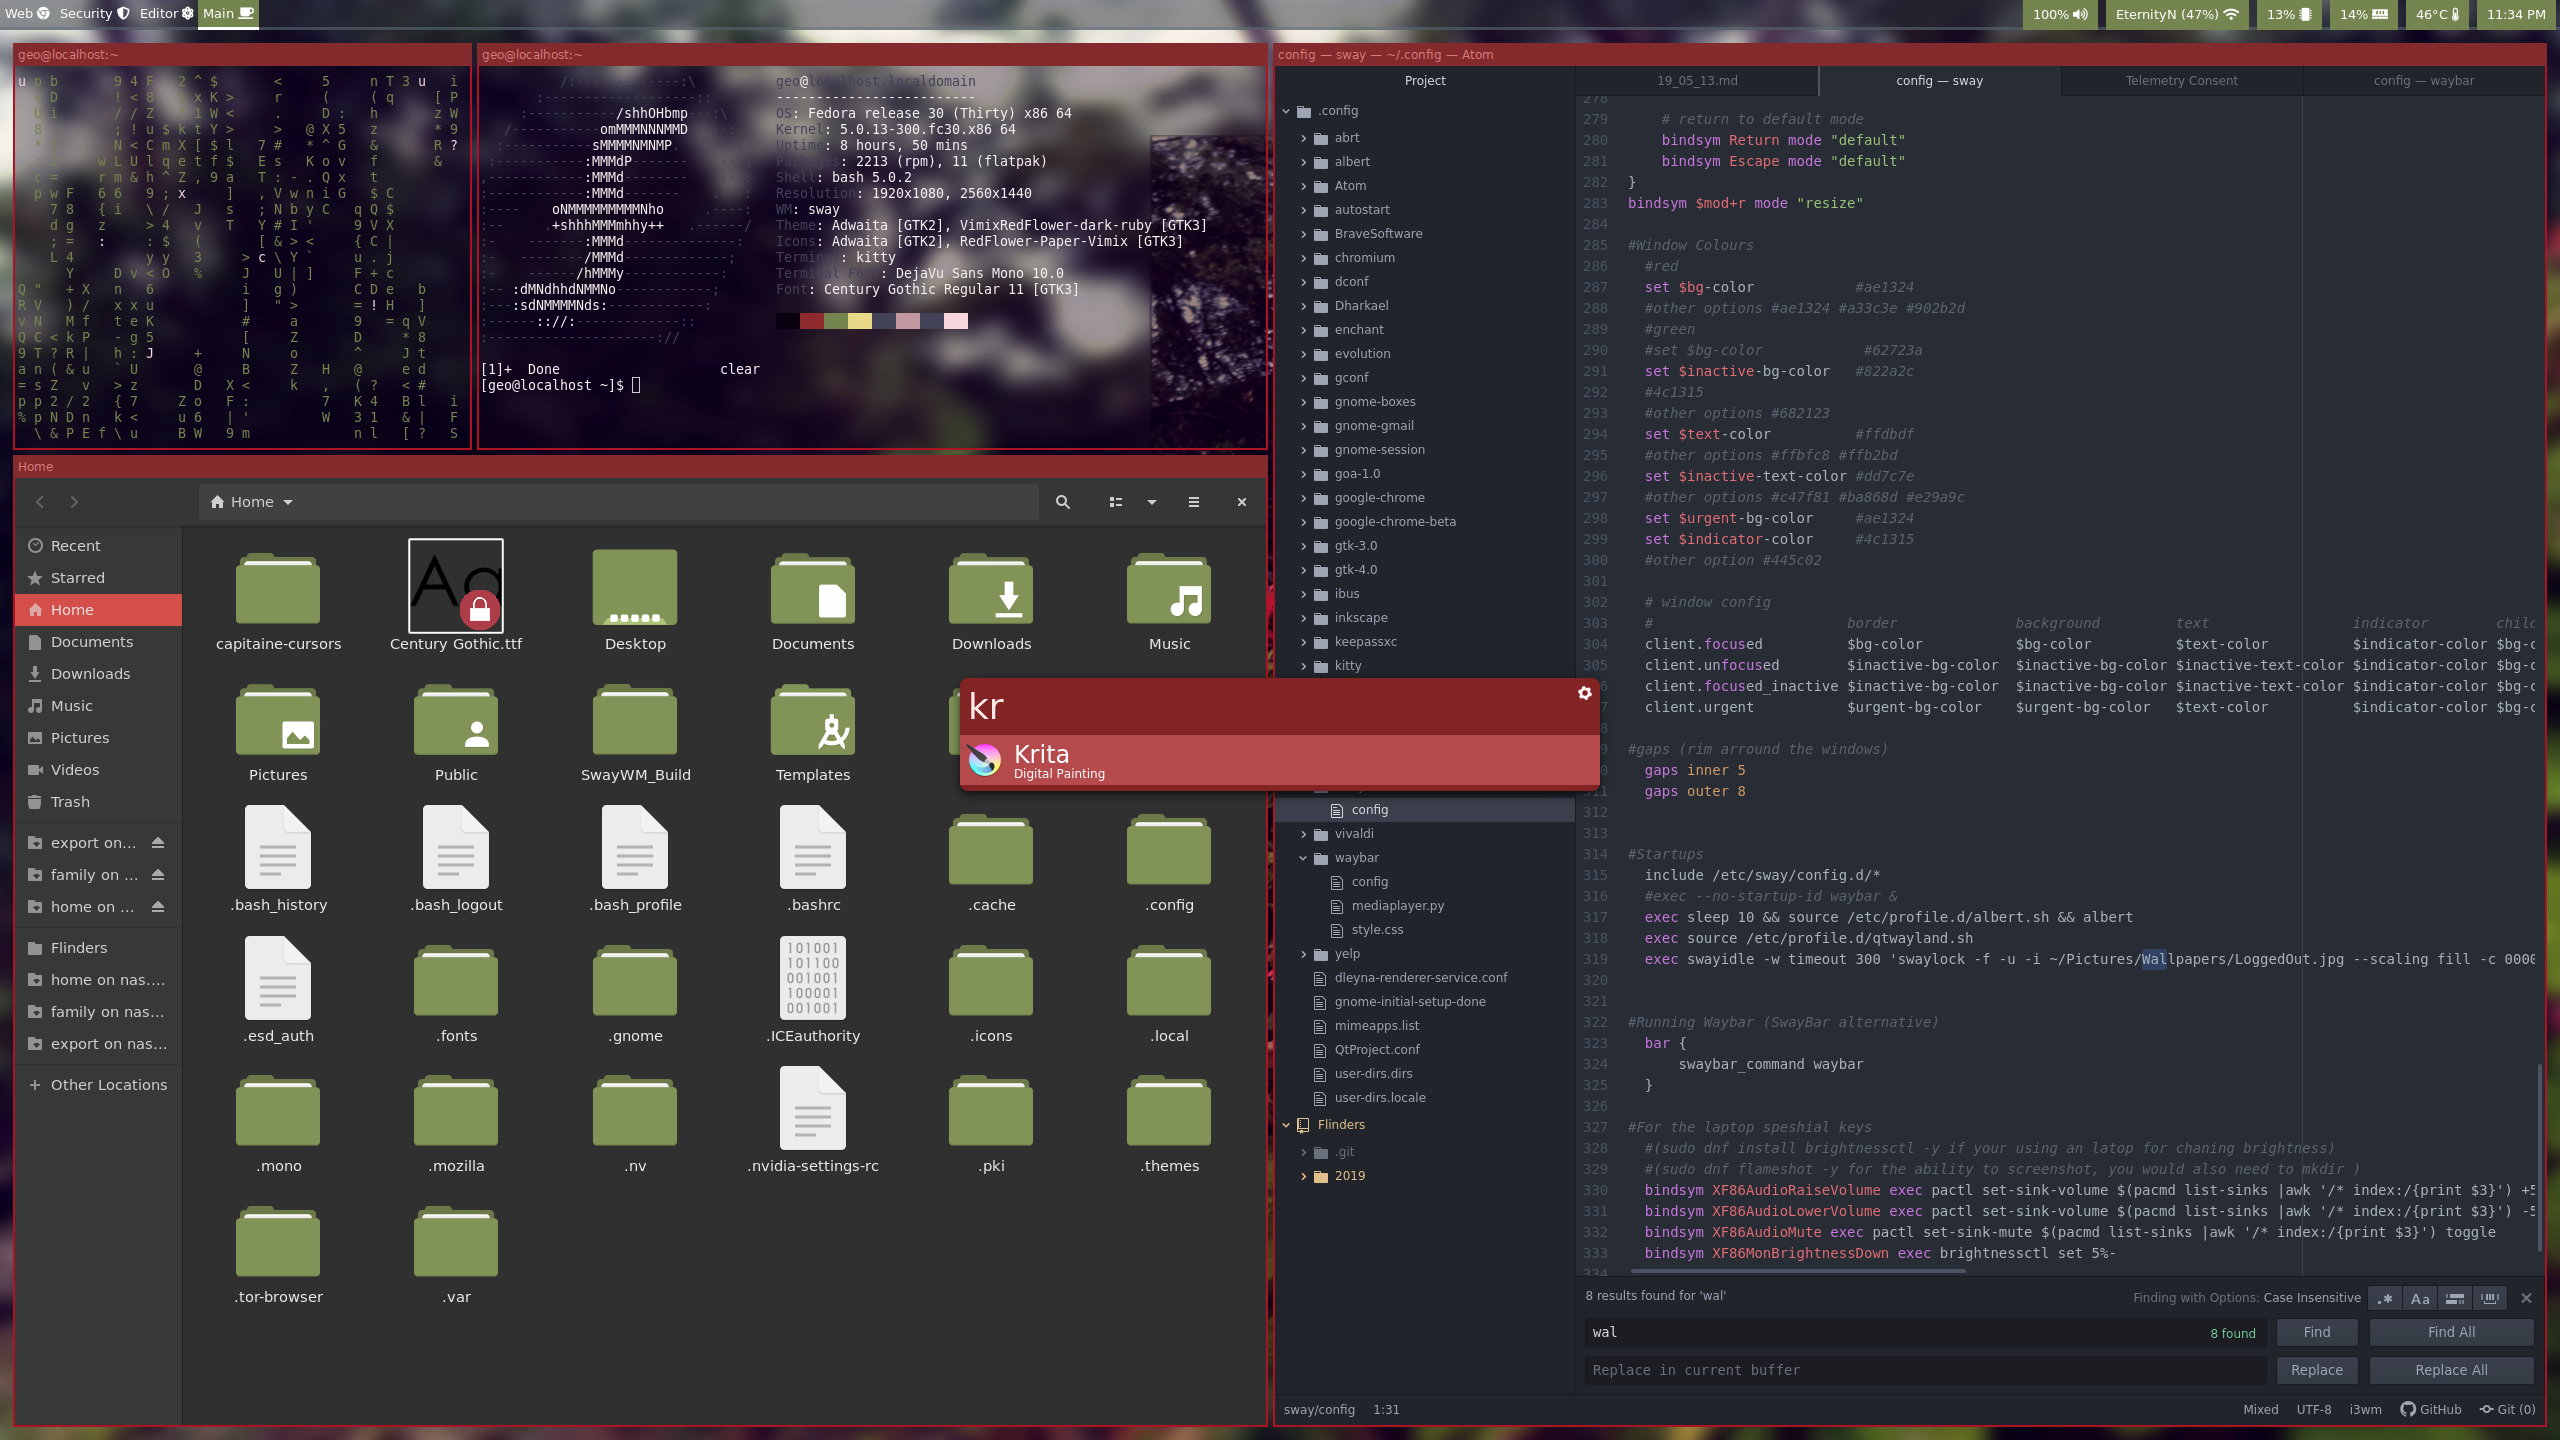 Web Security Editor Main 100% EternityN (47%) 13% 14% 46°C 11:34 PM
geo@localhost:~
geo@localhost:~
geo@localhost.localdomain
-------------------------
OS: Fedora release 30 (Thirty) x86 64
Kernel: 5.0.13-300.fc30.x86 64
Uptime: 8 hours, 50 mins
Packages: 2213 (rpm), 11 (flatpak)
Shell: bash 5.0.2
Resolution: 1920x1080, 2560x1440
WM: sway
Theme: Adwaita [GTK2], VimixRedFlower-dark-ruby [GTK3]
Icons: Adwaita [GTK2], RedFlower-Paper-Vimix [GTK3]
Terminal: kitty
Terminal Font: DejaVu Sans Mono 10.0
Font: Century Gothic Regular 11 [GTK3]
[1]+  Done                    clear
[geo@localhost ~]$
Home
Home
Recent
Starred
Home
Documents
Downloads
Music
Pictures
Videos
Trash
export on...
family on ...
home on ...
Flinders
home on nas....
family on nas...
export on nas...
Other Locations
capitaine-cursors Century Gothic.ttf Desktop Documents Downloads Music
Pictures Public SwayWM_Build Templates
.bash_history .bash_logout .bash_profile .bashrc .cache .config
.esd_auth .fonts .gnome .ICEauthority .icons .local
.mono .mozilla .nv .nvidia-settings-rc .pki .themes
.tor-browser .var
kr
Krita
Digital Painting
config — sway — ~/.config — Atom
Project
.config
abrt
albert
Atom
autostart
BraveSoftware
chromium
dconf
Dharkael
enchant
evolution
gconf
gnome-boxes
gnome-gmail
gnome-session
goa-1.0
google-chrome
google-chrome-beta
gtk-3.0
gtk-4.0
ibus
inkscape
keepassxc
kitty
config
vivaldi
waybar
config
mediaplayer.py
style.css
yelp
dleyna-renderer-service.conf
gnome-initial-setup-done
mimeapps.list
QtProject.conf
user-dirs.dirs
user-dirs.locale
Flinders
.git
2019
19_05_13.md config — sway Telemetry Consent config — waybar
278
279 # return to default mode
280 bindsym Return mode "default"
281 bindsym Escape mode "default"
282 }
283 bindsym $mod+r mode "resize"
284
285 #Window Colours
286 #red
287 set $bg-color #ae1324
288 #other options #ae1324 #a33c3e #902b2d
289 #green
290 #set $bg-color #62723a
291 set $inactive-bg-color #822a2c
292 #4c1315
293 #other options #682123
294 set $text-color #ffdbdf
295 #other options #ffbfc8 #ffb2bd
296 set $inactive-text-color #dd7c7e
297 #other options #c47f81 #ba868d #e29a9c
298 set $urgent-bg-color #ae1324
299 set $indicator-color #4c1315
300 #other option #445c02
301
302 # window config
303 # border background text indicator child
304 client.focused $bg-color $bg-color $text-color $indicator-color $bg-c
305 client.unfocused $inactive-bg-color $inactive-bg-color $inactive-text-color $indicator-color $bg-c
6 client.focused_inactive $inactive-bg-color $inactive-bg-color $inactive-text-color $indicator-color $bg-c
7 client.urgent $urgent-bg-color $urgent-bg-color $text-color $indicator-color $bg-c
8
9 #gaps (rim arround the windows)
0 gaps inner 5
311 gaps outer 8
312
313
314 #Startups
315 include /etc/sway/config.d/*
316 #exec --no-startup-id waybar &
317 exec sleep 10 && source /etc/profile.d/albert.sh && albert
318 exec source /etc/profile.d/qtwayland.sh
319 exec swayidle -w timeout 300 'swaylock -f -u -i ~/Pictures/Wallpapers/LoggedOut.jpg --scaling fill -c 0000
320
321
322 #Running Waybar (SwayBar alternative)
323 bar {
324 swaybar_command waybar
325 }
326
327 #For the laptop speshial keys
328 #(sudo dnf install brightnessctl -y if your using an latop for chaning brightness)
329 #(sudo dnf flameshot -y for the ability to screenshot, you would also need to mkdir )
330 bindsym XF86AudioRaiseVolume exec pactl set-sink-volume $(pacmd list-sinks |awk '/* index:/{print $3}') +5
331 bindsym XF86AudioLowerVolume exec pactl set-sink-volume $(pacmd list-sinks |awk '/* index:/{print $3}') -5
332 bindsym XF86AudioMute exec pactl set-sink-mute $(pacmd list-sinks |awk '/* index:/{print $3}') toggle
333 bindsym XF86MonBrightnessDown exec brightnessctl set 5%-
334
8 results found for 'wal' Finding with Options: Case Insensitive
wal 8 found Find Find All
Replace in current buffer Replace Replace All
sway/config 1:31 Mixed UTF-8 i3wm GitHub Git (0)